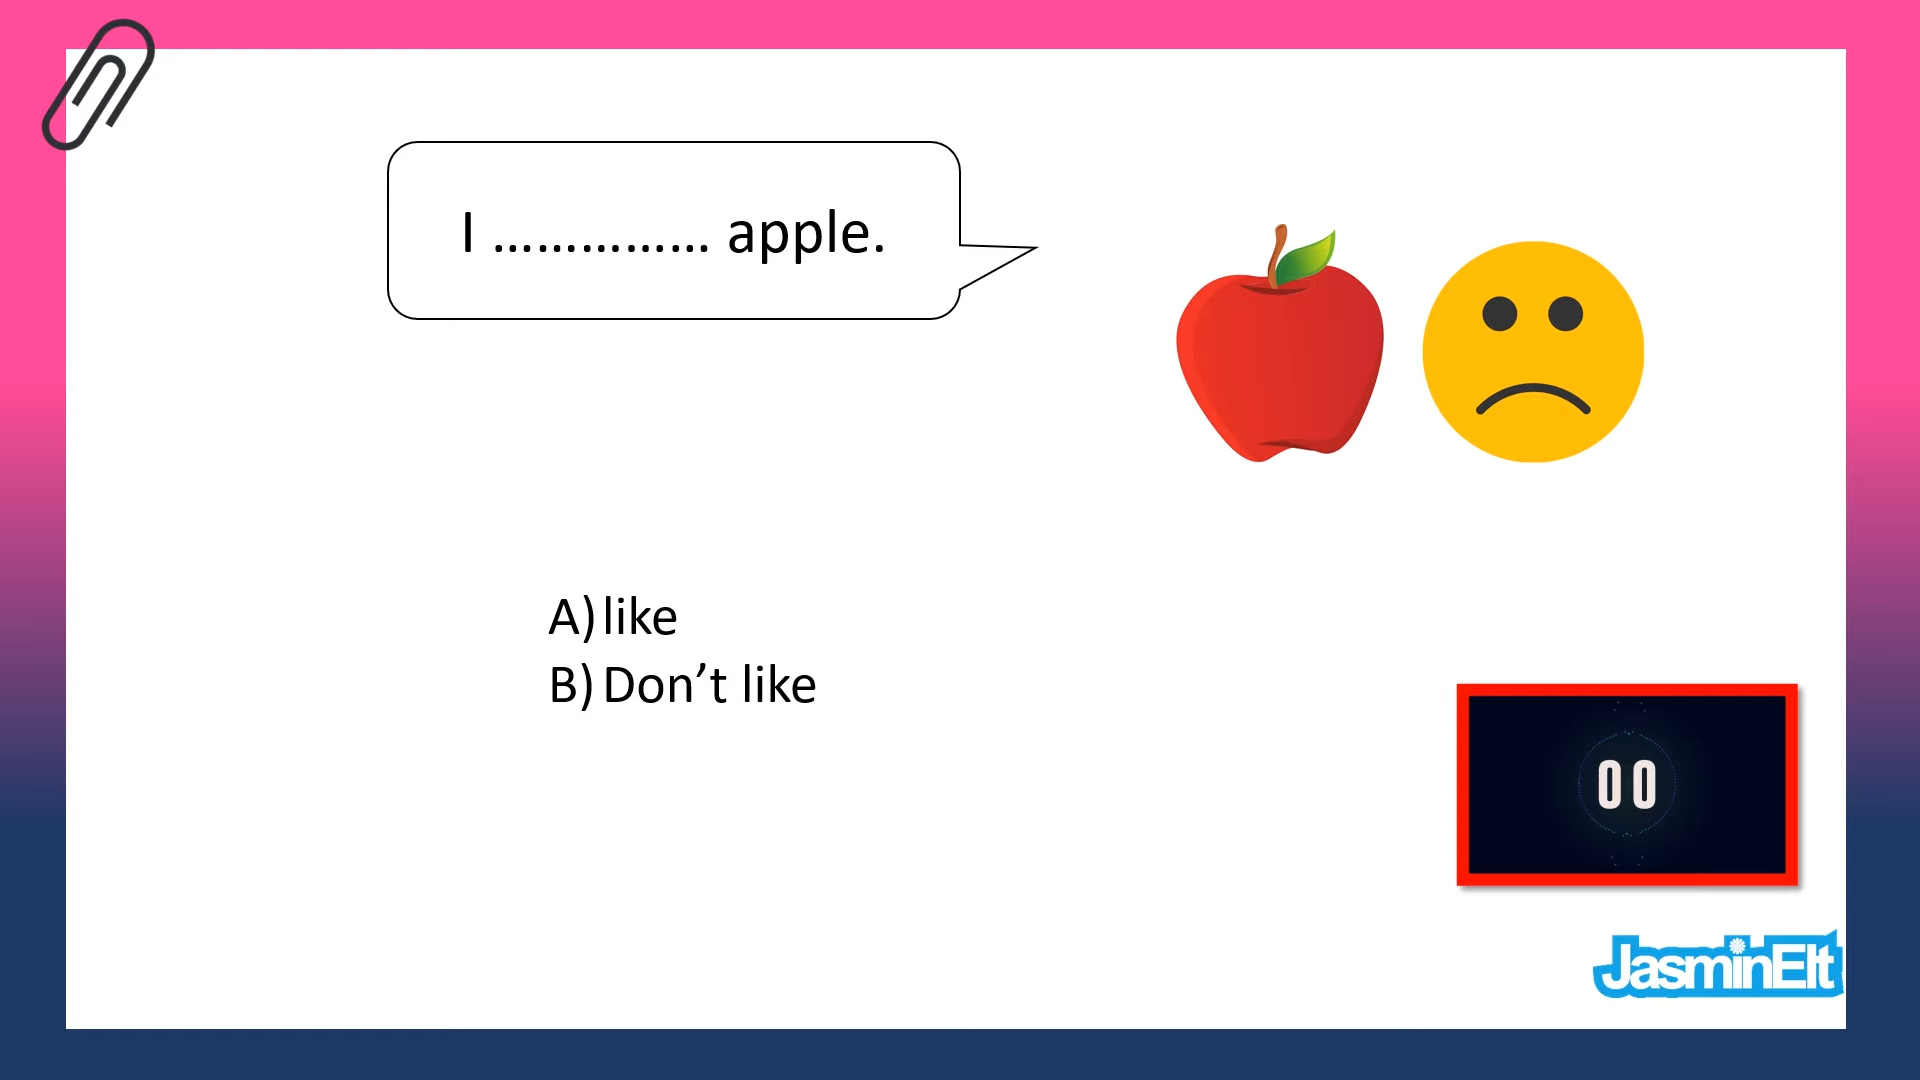 I ............... apple.
A) like
B) Don’t like
00
JasminElt